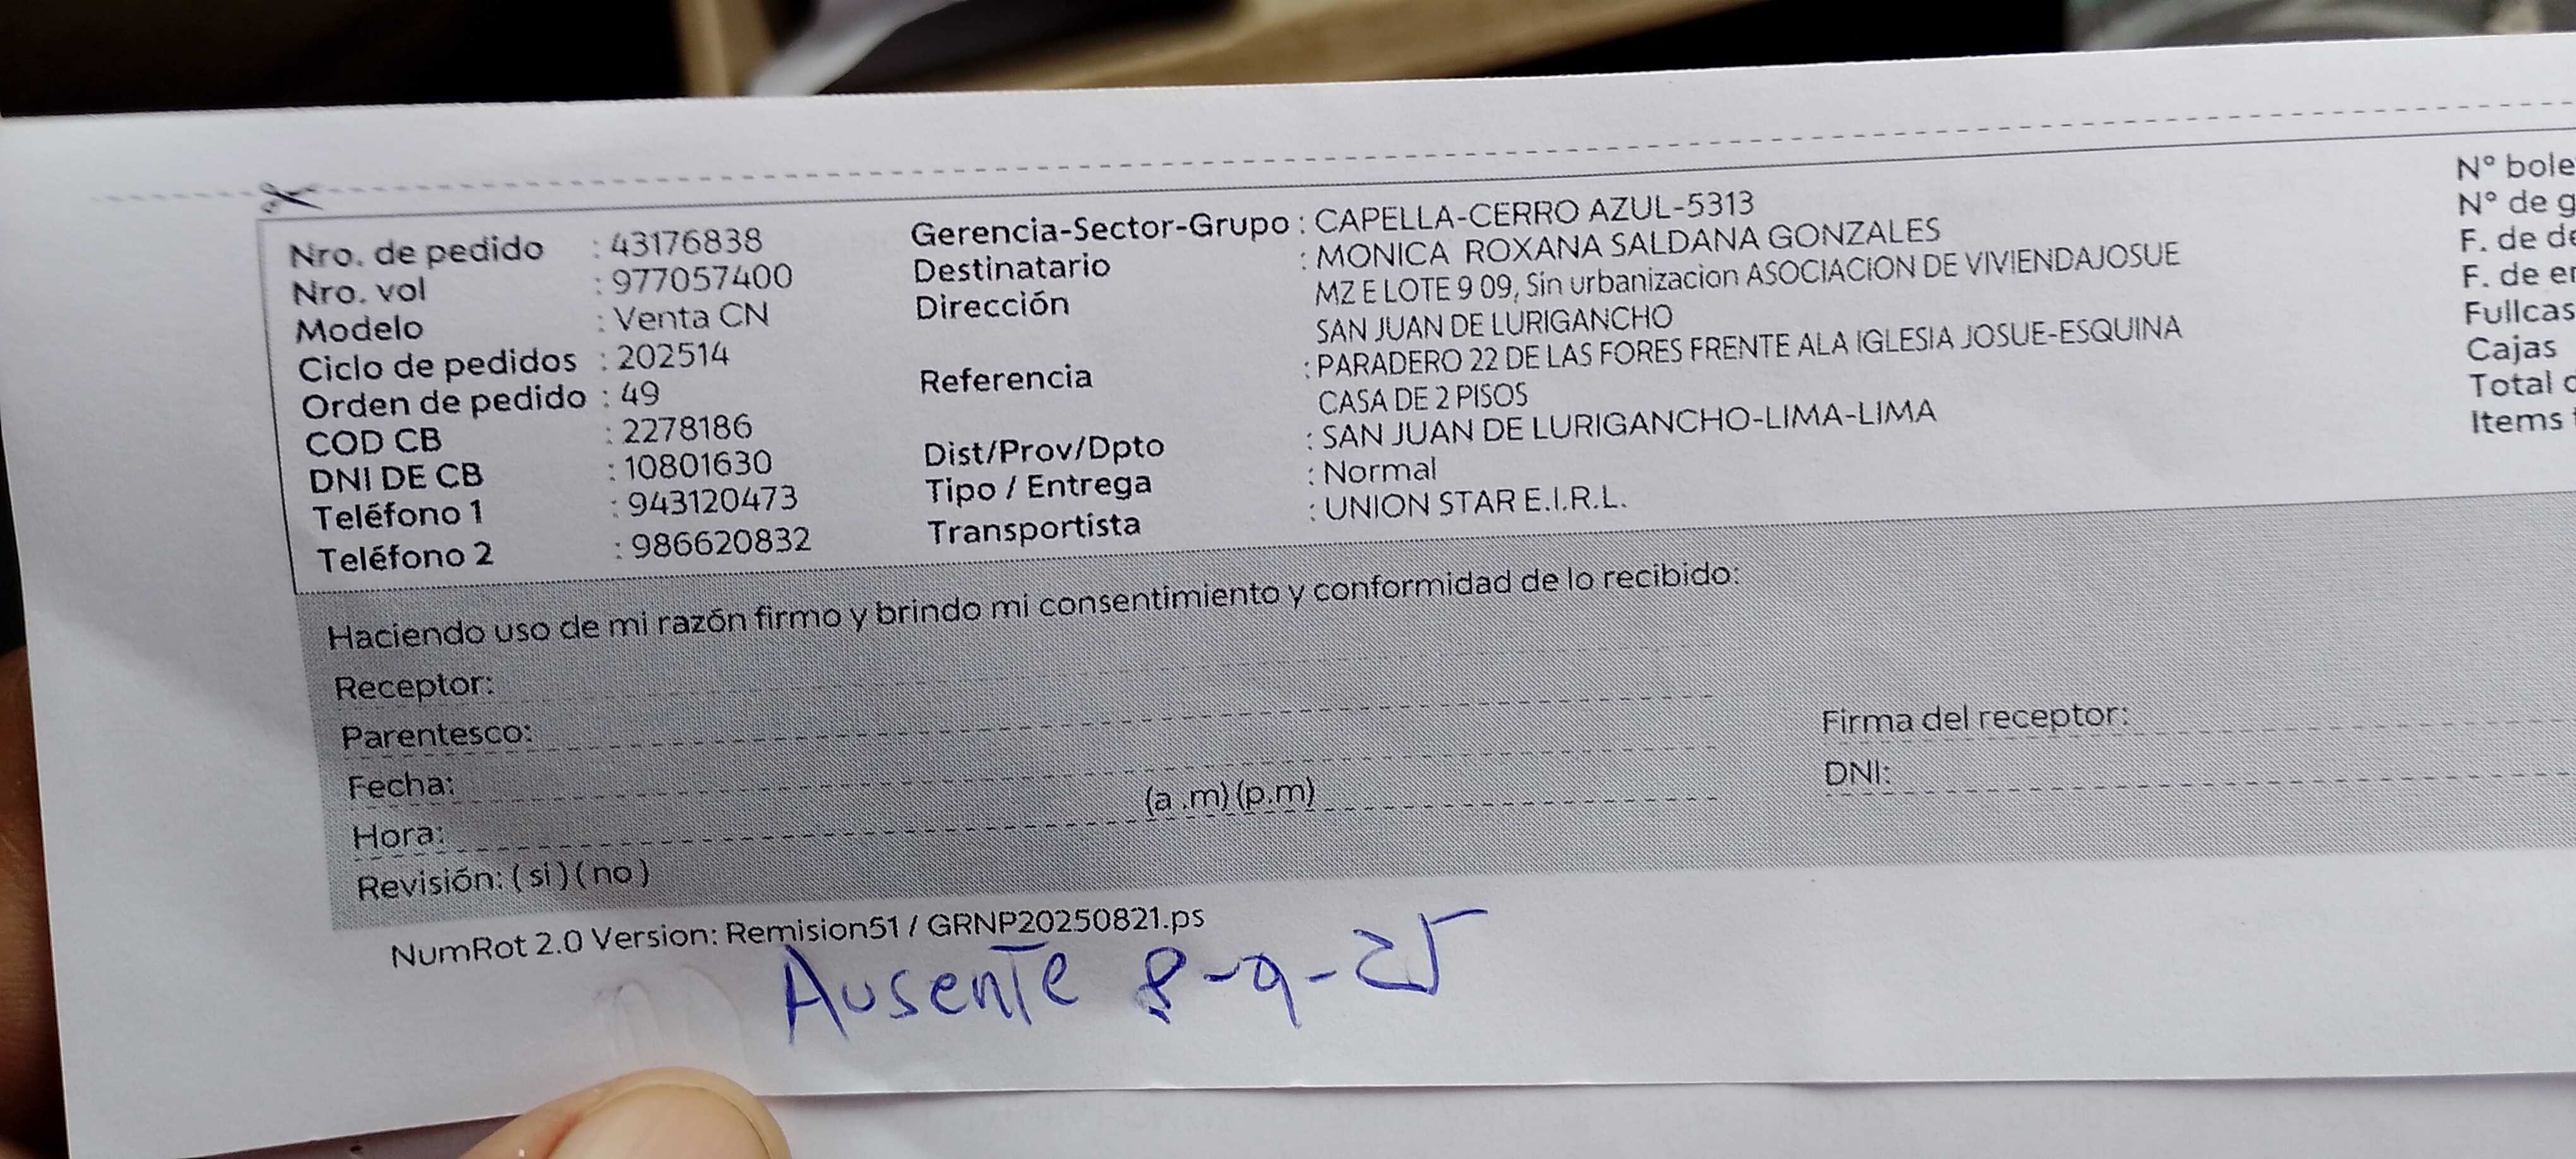 Nro. de pedido : 43176838
Nro. vol : 977057400
Modelo : Venta CN
Ciclo de pedidos : 202514
Orden de pedido : 49
COD CB : 2278186
DNI DE CB : 10801630
Teléfono 1 : 943120473
Teléfono 2 : 986620832
Gerencia-Sector-Grupo : CAPELLA-CERRO AZUL-5313
Destinatario : MONICA ROXANA SALDANA GONZALES
Dirección MZ E LOTE 9 09, Sin urbanizacion ASOCIACION DE VIVIENDAJOSUE
SAN JUAN DE LURIGANCHO
Referencia : PARADERO 22 DE LAS FORES FRENTE ALA IGLESIA JOSUE-ESQUINA
CASA DE 2 PISOS
Dist/Prov/Dpto : SAN JUAN DE LURIGANCHO-LIMA-LIMA
Tipo / Entrega : Normal
Transportista : UNION STAR E.I.R.L.
N° bole
N° de g
F. de de
F. de en
Fullcas
Cajas
Total
Items
Haciendo uso de mi razón firmo y brindo mi consentimiento y conformidad de lo recibido:
Receptor:
Parentesco:
Fecha:
Hora: (a .m) (p.m)
Revisión: ( si ) ( no )
Firma del receptor:
DNI:
NumRot 2.0 Version: Remision51 / GRNP20250821.ps
Ausente 8-9-25